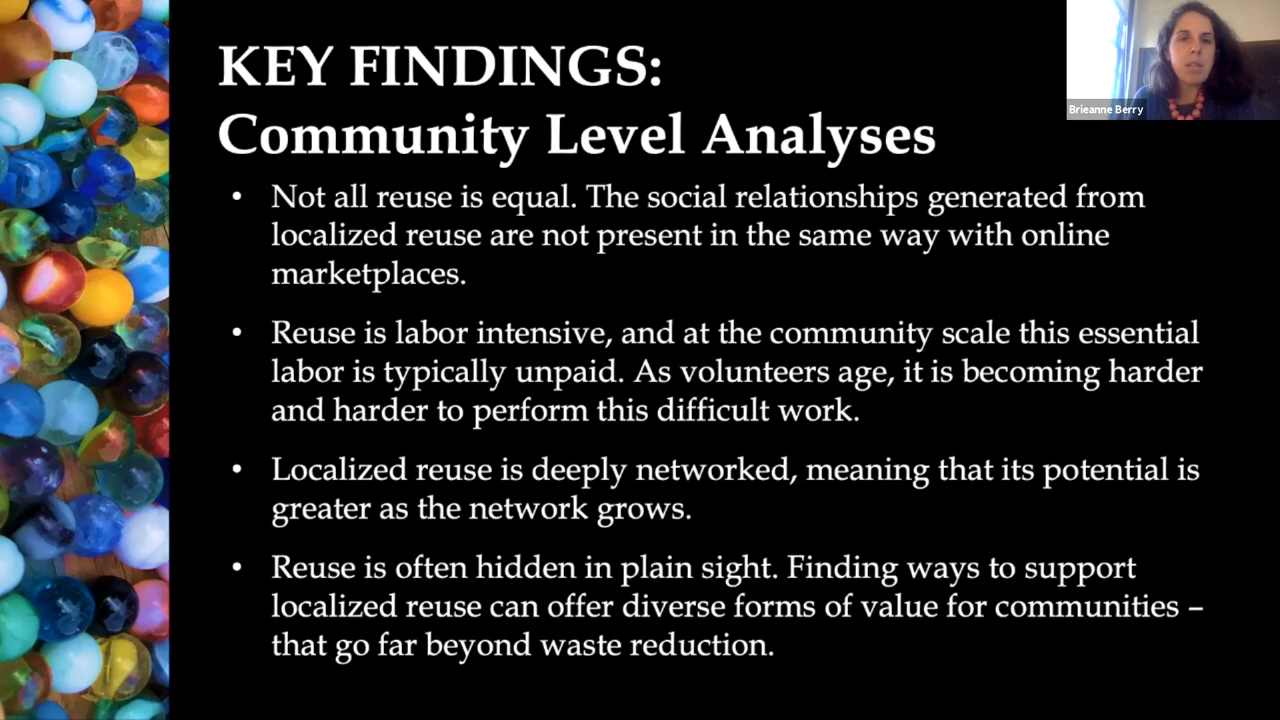 KEY FINDINGS:
Community Level Analyses
Brieanne Berry
• Not all reuse is equal. The social relationships generated from
localized reuse are not present in the same way with online
marketplaces.
• Reuse is labor intensive, and at the community scale this essential
labor is typically unpaid. As volunteers age, it is becoming harder
and harder to perform this difficult work.
• Localized reuse is deeply networked, meaning that its potential is
greater as the network grows.
• Reuse is often hidden in plain sight. Finding ways to support
localized reuse can offer diverse forms of value for communities –
that go far beyond waste reduction.